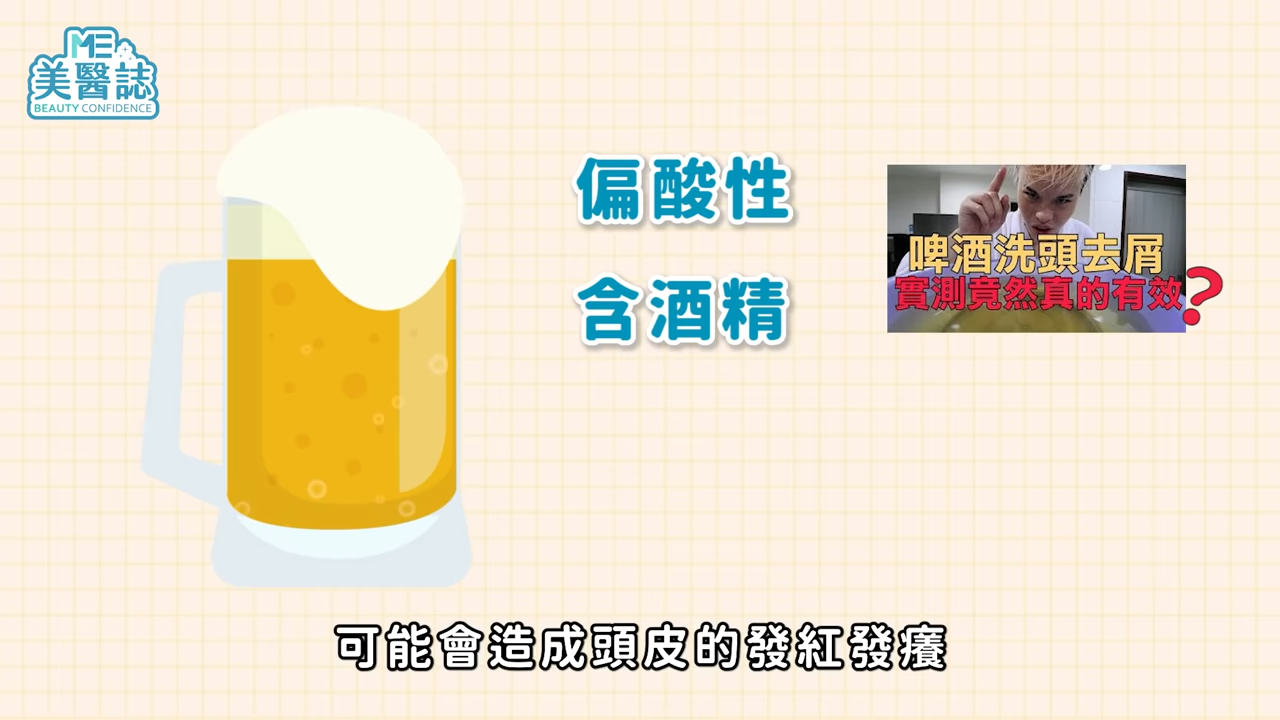 ME
美醫誌
BEAUTY CONFIDENCE
偏酸性
含酒精
啤酒洗頭去屑
實測竟然真的有效?
可能會造成頭皮的發紅發癢